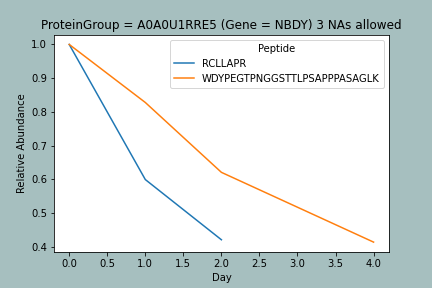 ProteinGroup = A0A0U1RRE5 (Gene = NBDY) 3 NAs allowed
Peptide
RCLLAPR
WDYPEGTPNGGSTTLPSAPPPASAGLK
Relative Abundance
1.0
0.9
0.8
0.7
0.6
0.5
0.4
0.0 0.5 1.0 1.5 2.0 2.5 3.0 3.5 4.0
Day